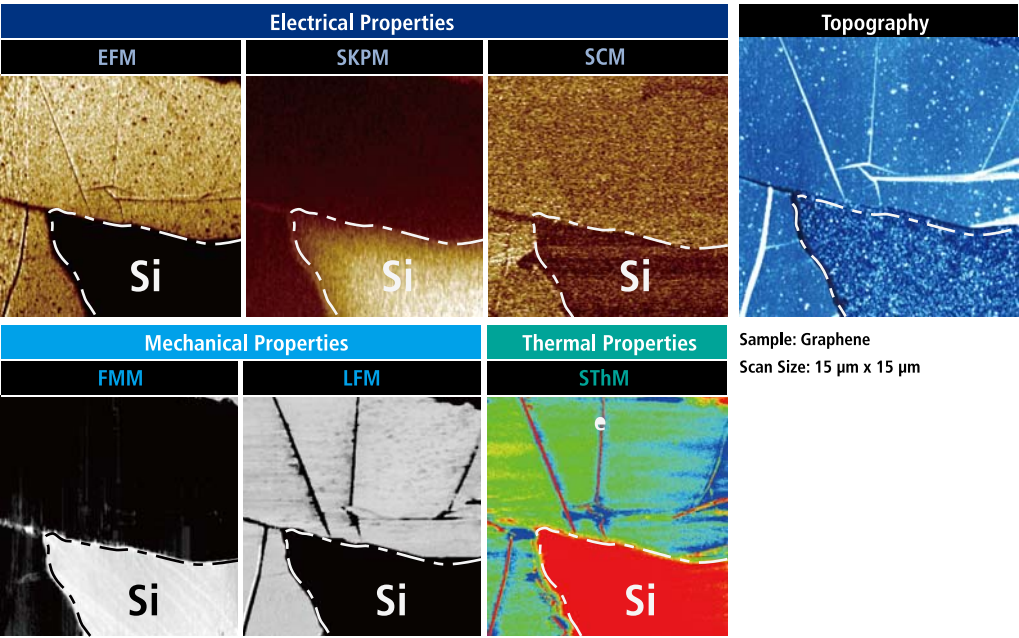 Electrical Properties
Topography
EFM
SKPM
SCM
Si
Si
Si
Sample: Graphene
Scan Size: 15 µm x 15 µm
Mechanical Properties
Thermal Properties
FMM
LFM
SThM
e
Si
Si
Si